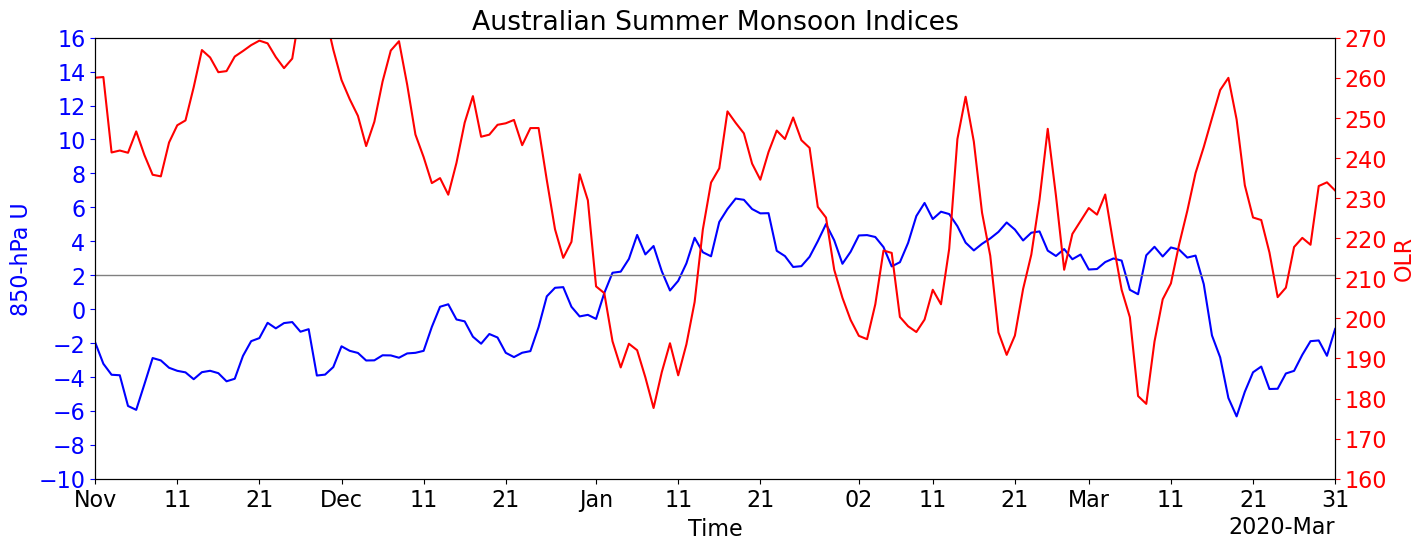 Australian Summer Monsoon Indices
16 270
14 260
12 250
10 240
8 230
6 220
4 210
2 200
0 190
−2 180
−4 170
−6 160
−8
−10
850-hPa U
OLR
Nov 11 21 Dec 11 21 Jan 11 21 02 11 21 Mar 11 21 31
Time
2020-Mar